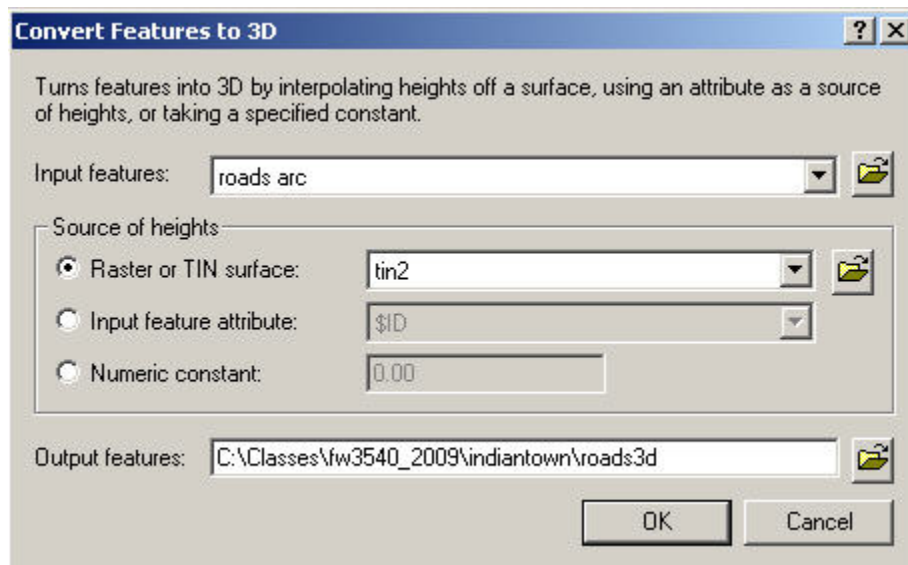 Convert Features to 3D
Turns features into 3D by interpolating heights off a surface, using an attribute as a source
of heights, or taking a specified constant.
Input features: roads arc
Source of heights
Raster or TIN surface: tin2
Input feature attribute: $ID
Numeric constant: 0.00
Output features: C:\Classes\fw3540_2009\indiantown\roads3d
OK Cancel